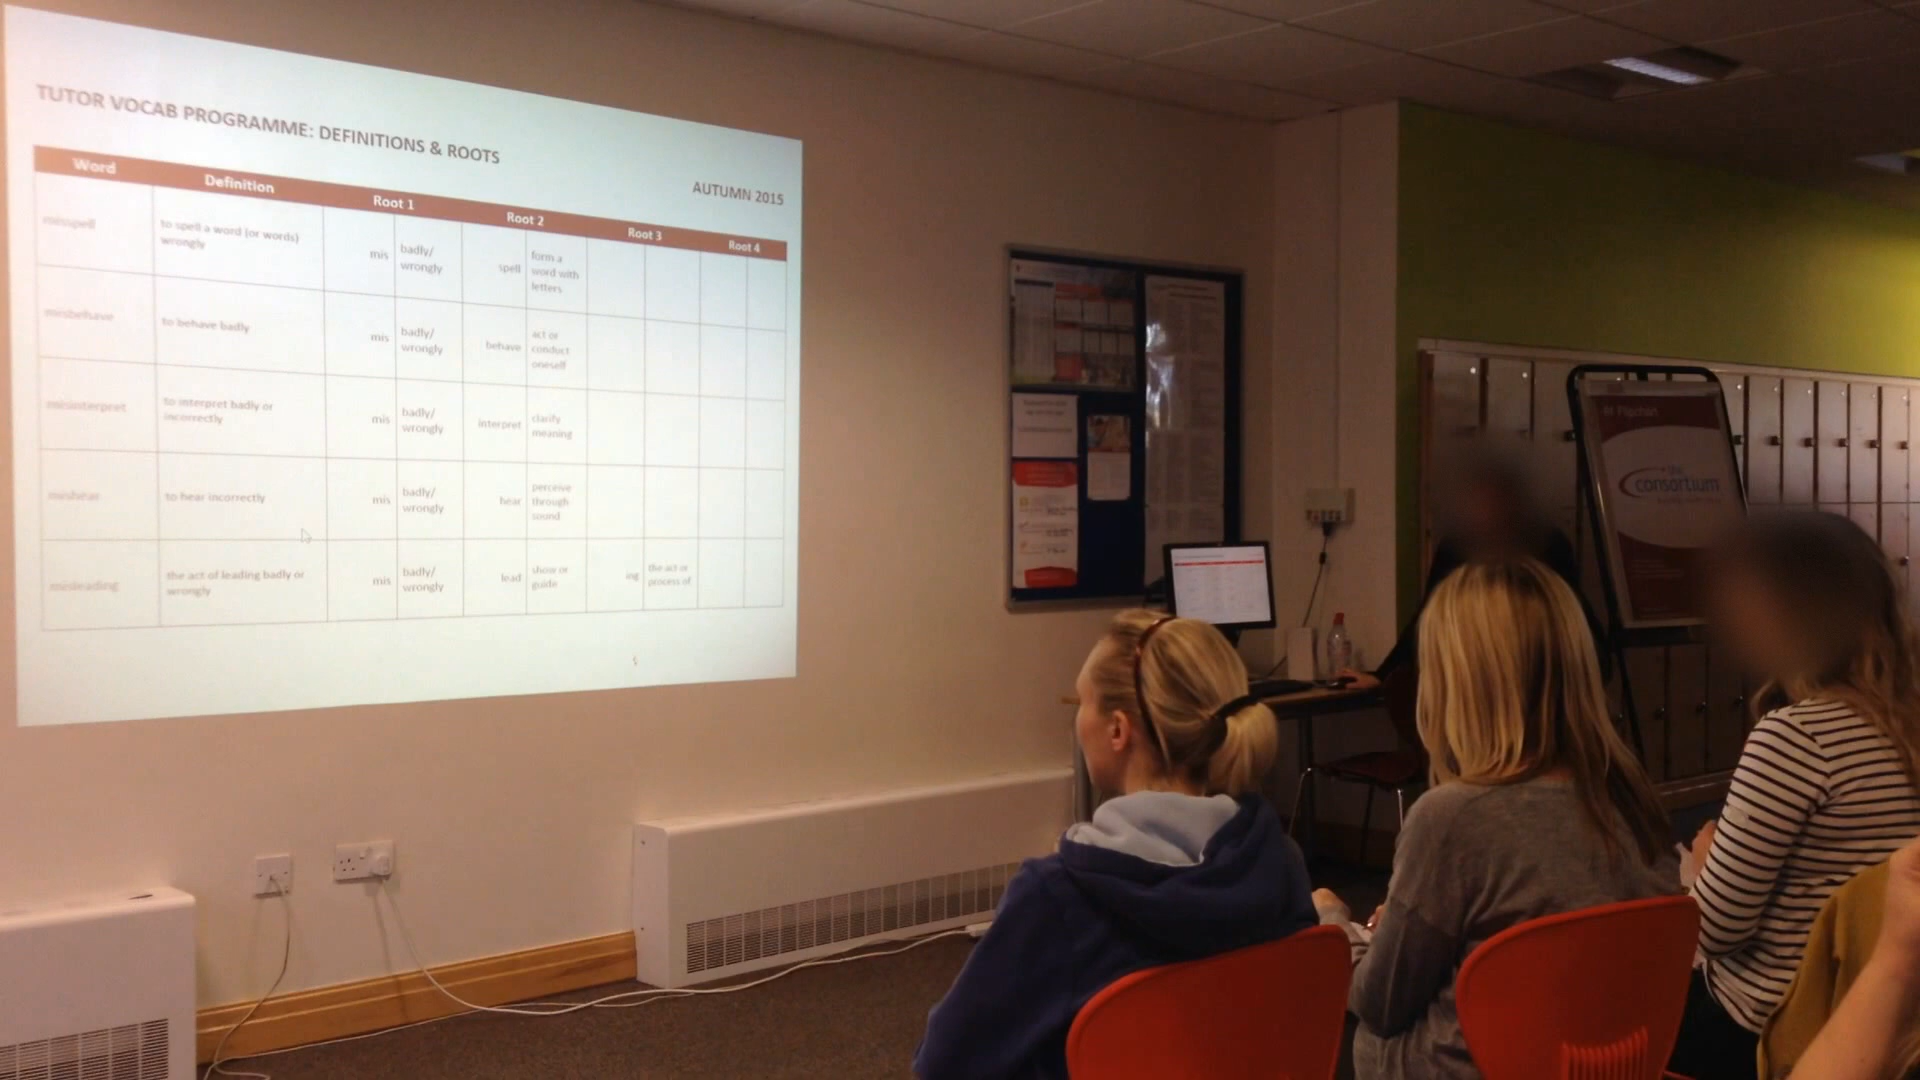 TUTOR VOCAB PROGRAMME: DEFINITIONS & ROOTS
AUTUMN 2015
Word Definition Root 1 Root 2 Root 3 Root 4
misspell
to spell a word (or words)
wrongly
mis
badly/
wrongly
spell
form a
word with
letters
misbehave
to behave badly
mis
badly/
wrongly
behave
act or
conduct
oneself
misinterpret
to interpret badly or
incorrectly
mis
badly/
wrongly
interpret
clarify
meaning
mishear
to hear incorrectly
mis
badly/
wrongly
hear
perceive
through
sound
misleading
the act of leading badly or
wrongly
mis
badly/
wrongly
lead
show or
guide
ing
the act or
process of
Flipchart
the
consortium